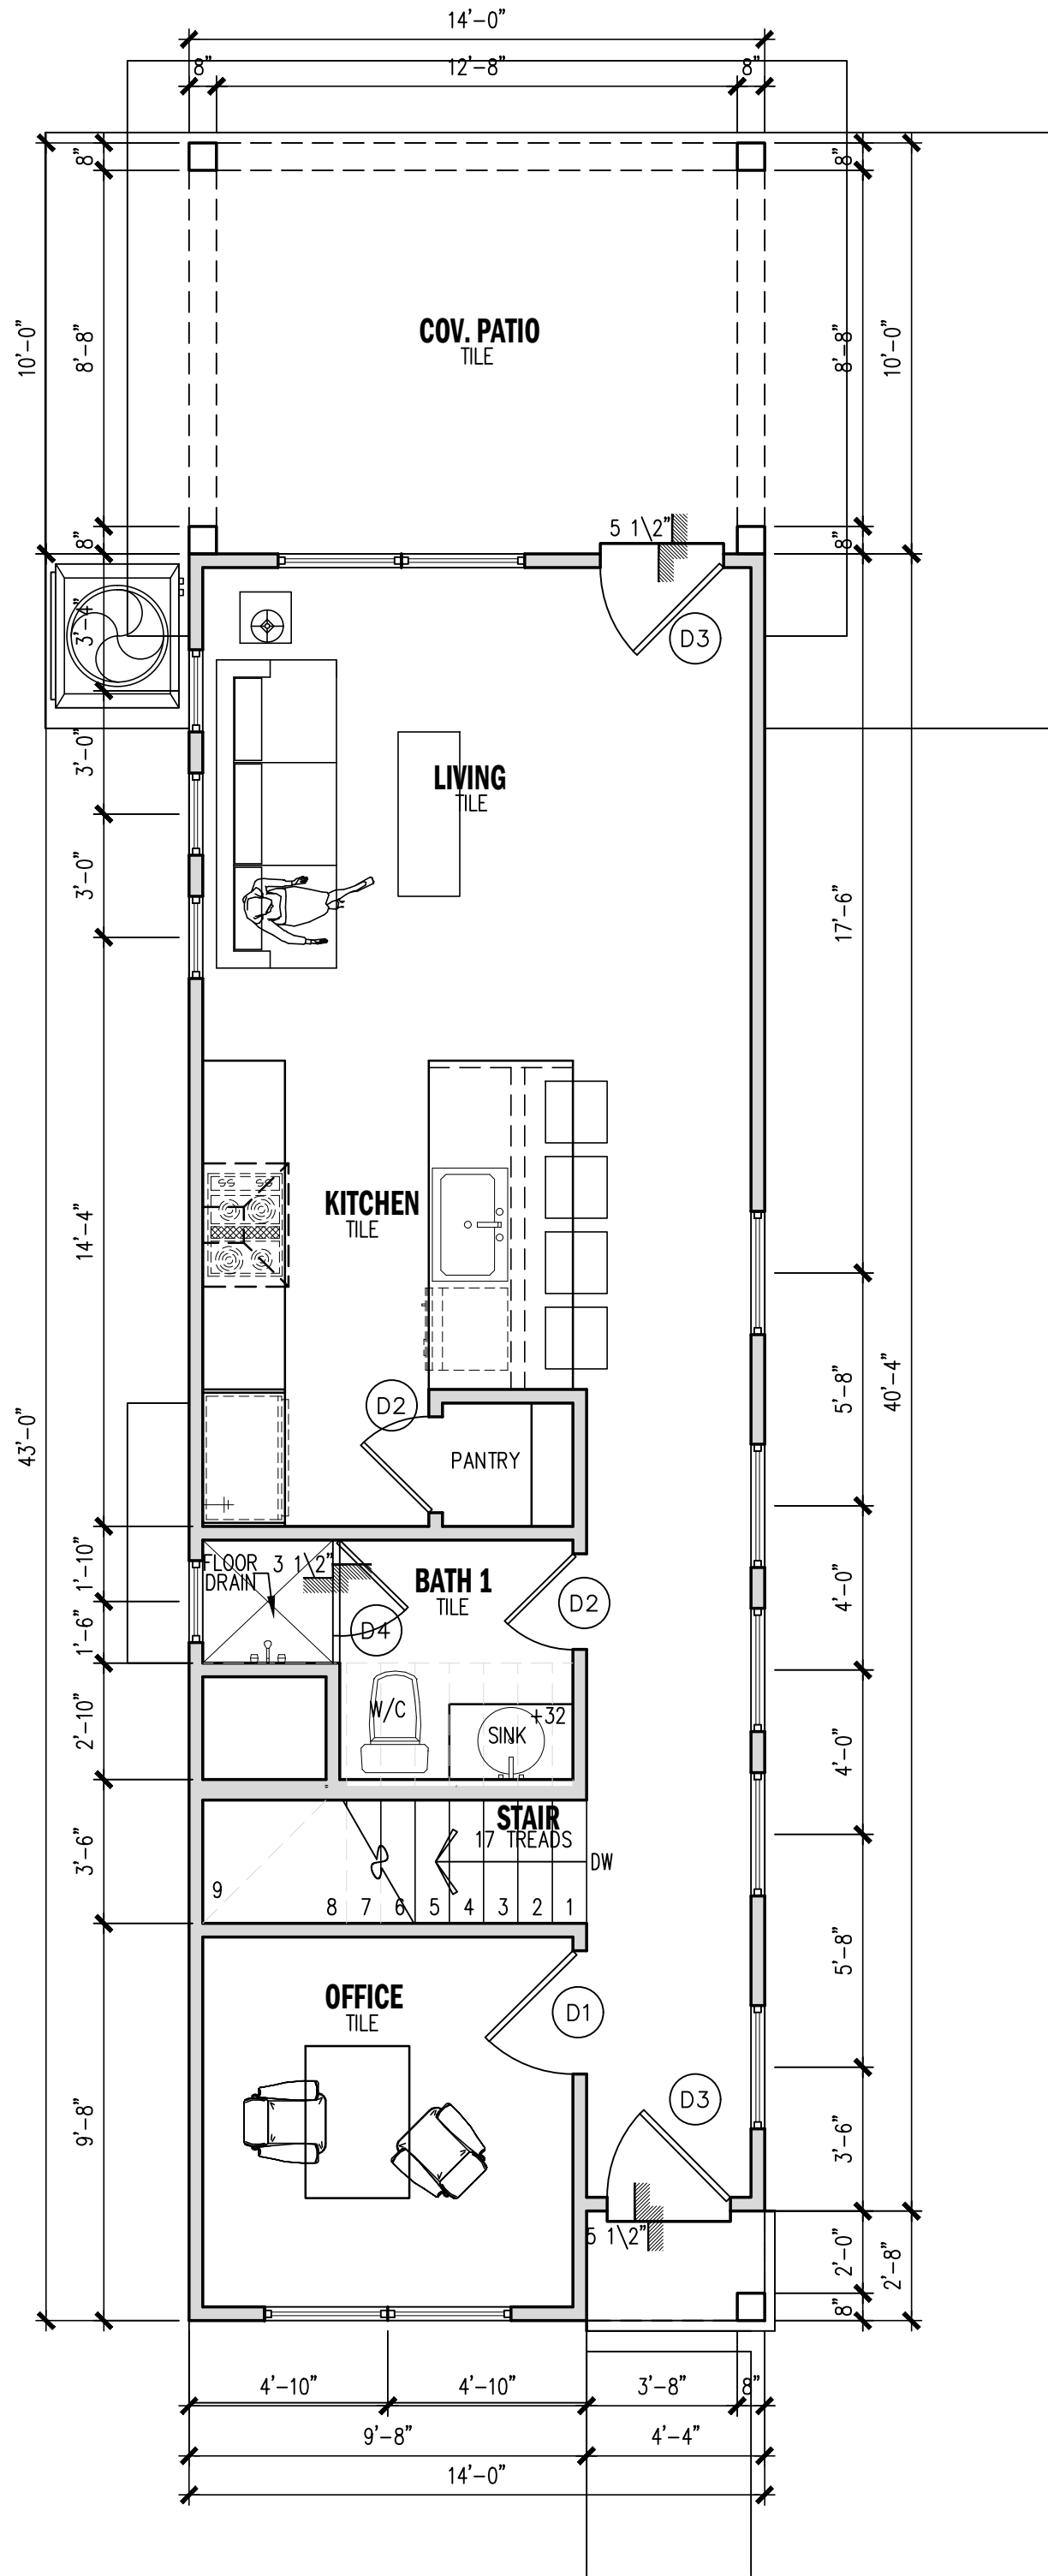 14'-0"
8" 12'-8" 8"
8" 8"
10'-0" 8'-8" 8'-8" 10'-0"
COV. PATIO
TILE
8" 5 1\2" 8"
3'-4"
D3
3'-0"
LIVING
TILE
3'-0"
17'-6"
14'-4"
KITCHEN
TILE
5'-8" 40'-4"
43'-0"
D2
PANTRY
1'-10"
FLOOR
DRAIN
3 1\2"
BATH 1
TILE
D2
4'-0"
1'-6"
D4
2'-10"
W/C
SINK
+32
4'-0"
3'-6"
STAIR
17 TREADS
DW
9 8 7 6 5 4 3 2 1
5'-8"
OFFICE
TILE
D1
9'-8"
D3
3'-6"
5 1\2"
2'-0" 2'-8"
8"
4'-10" 4'-10" 3'-8" 8"
9'-8" 4'-4"
14'-0"